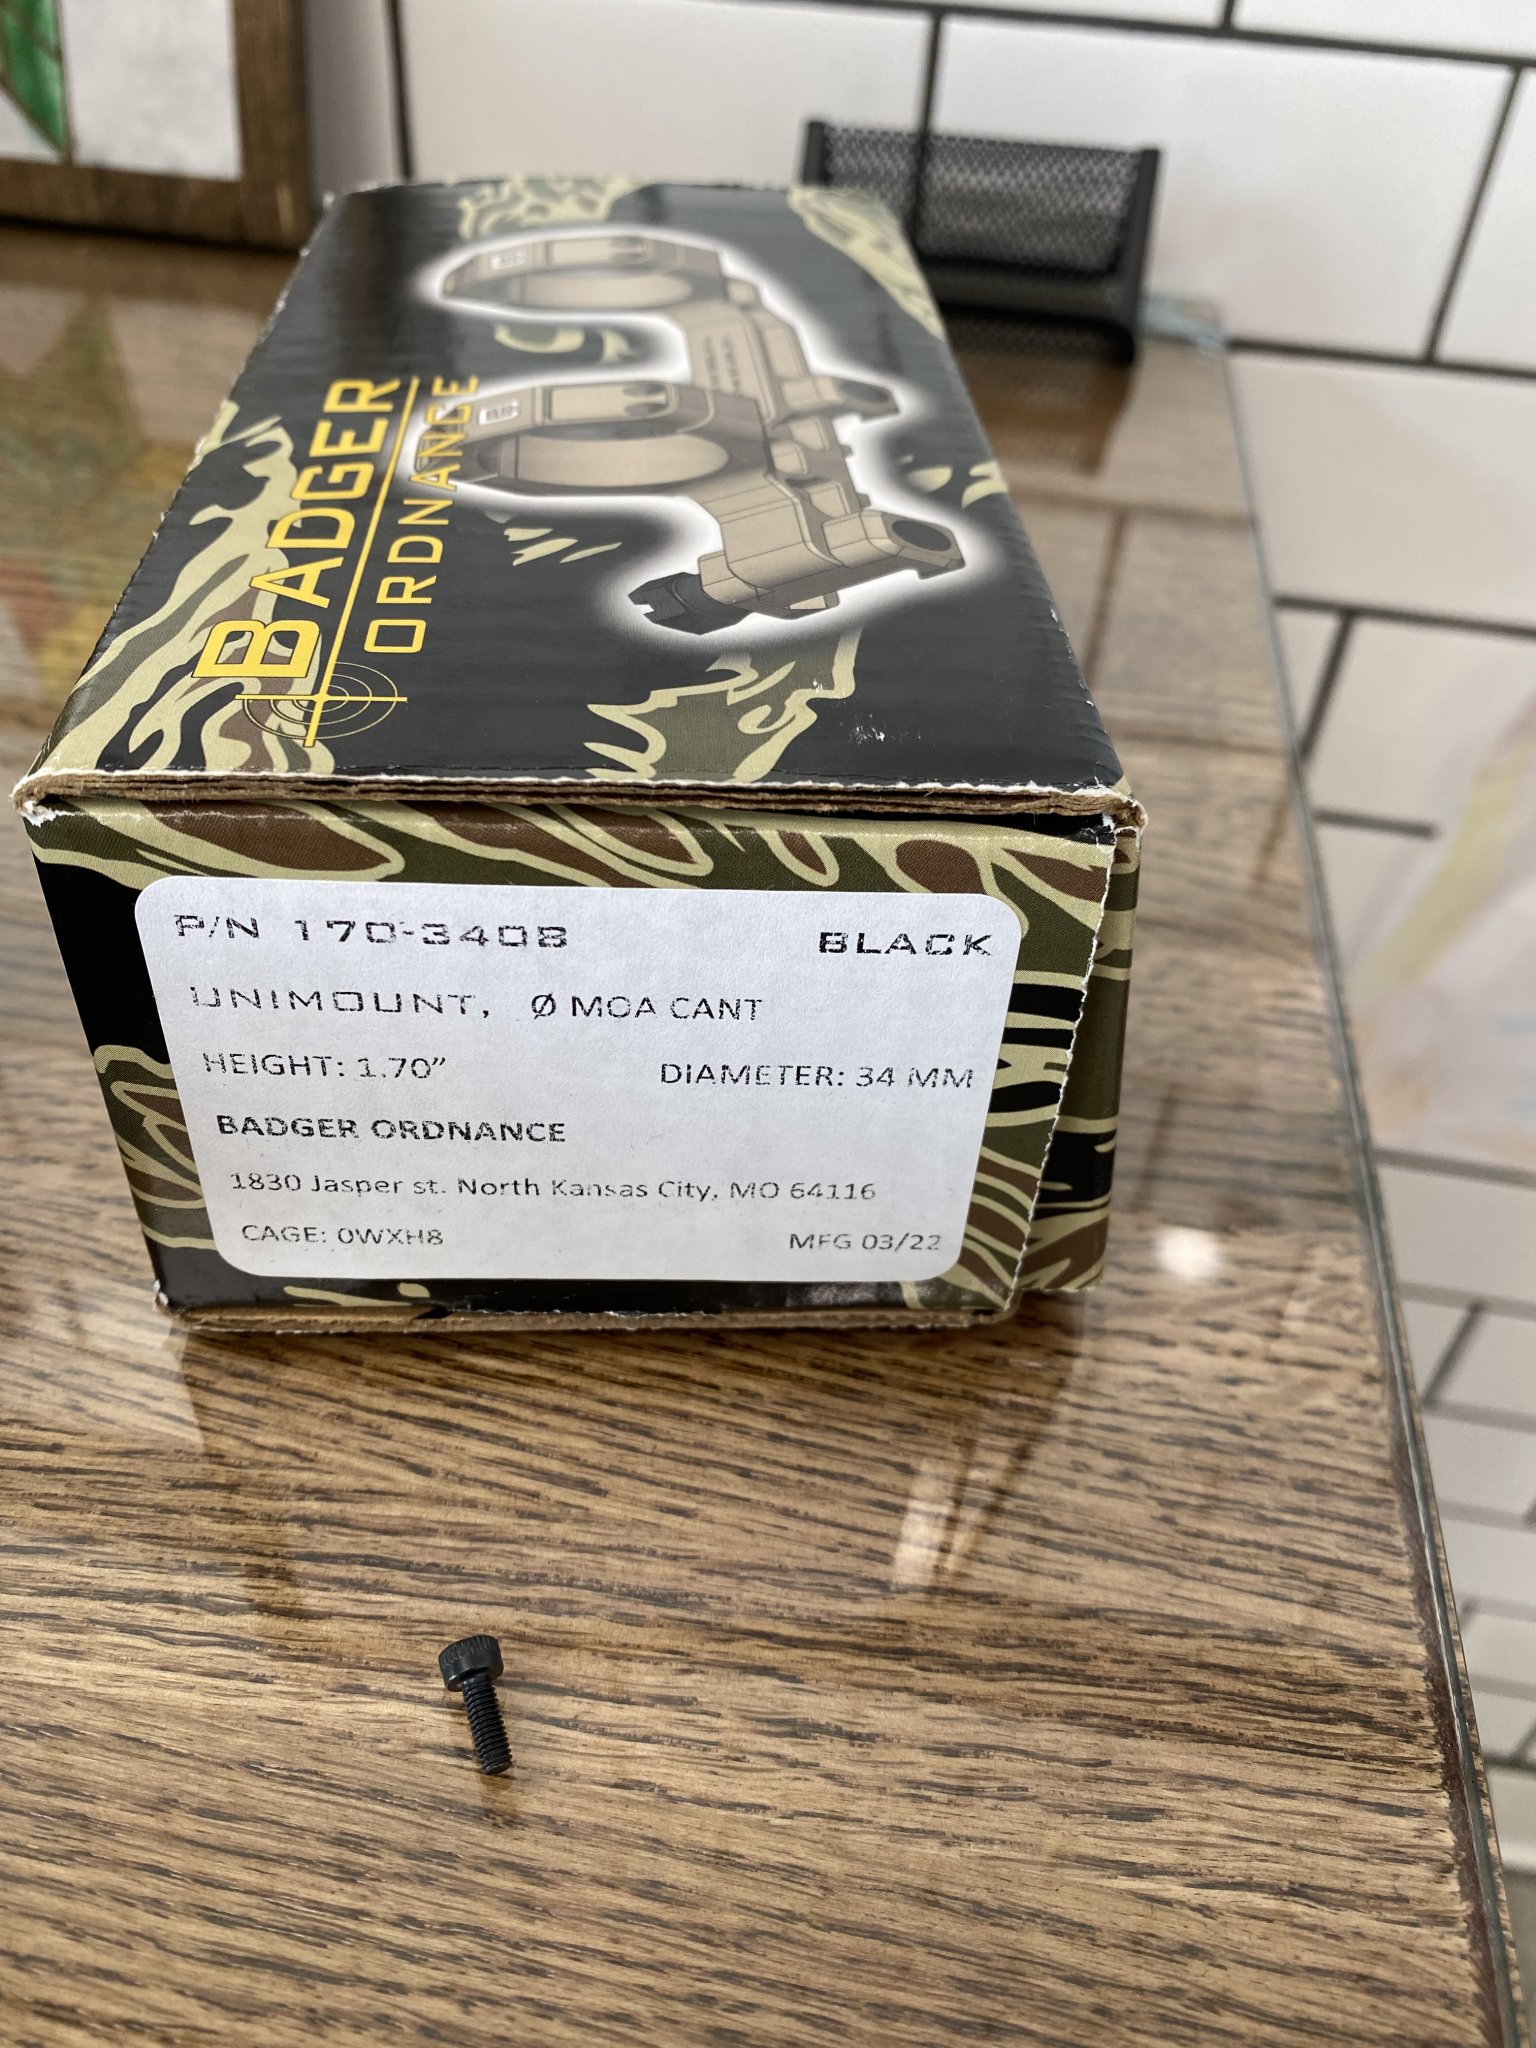 BADGER
ORDNANCE
P/N 170-3408 BLACK
UNIMOUNT, Ø MOA CANT
HEIGHT: 1.70” DIAMETER: 34 MM
BADGER ORDNANCE
1830 Jasper st. North Kansas City, MO 64116
CAGE: 0WXH8 MFG 03/22